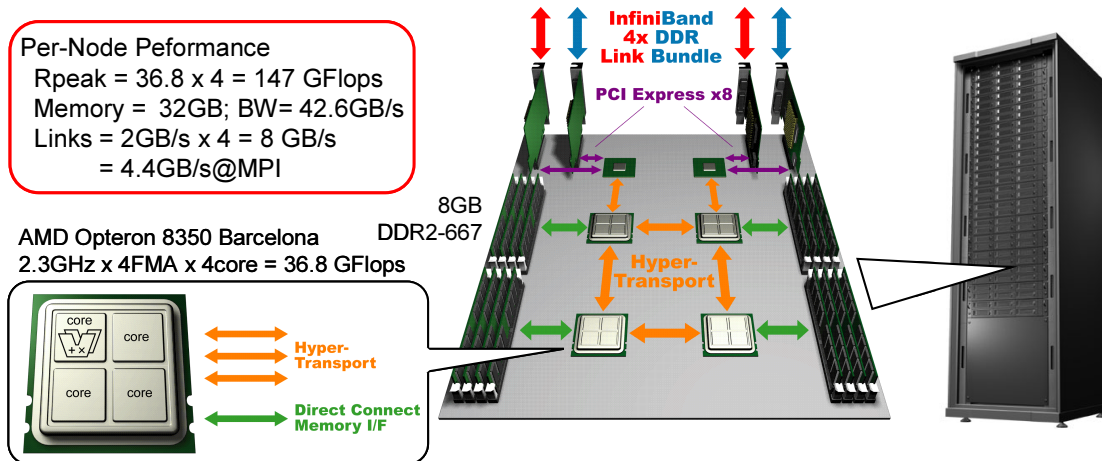 Per-Node Peformance
Rpeak = 36.8 x 4 = 147 GFlops
Memory = 32GB; BW= 42.6GB/s
Links = 2GB/s x 4 = 8 GB/s
= 4.4GB/s@MPI
InfiniBand
4x DDR
Link Bundle
PCI Express x8
8GB
DDR2-667
AMD Opteron 8350 Barcelona
2.3GHz x 4FMA x 4core = 36.8 GFlops
Hyper-
Transport
core
+ x
core
core
core
Hyper-
Transport
Direct Connect
Memory I/F